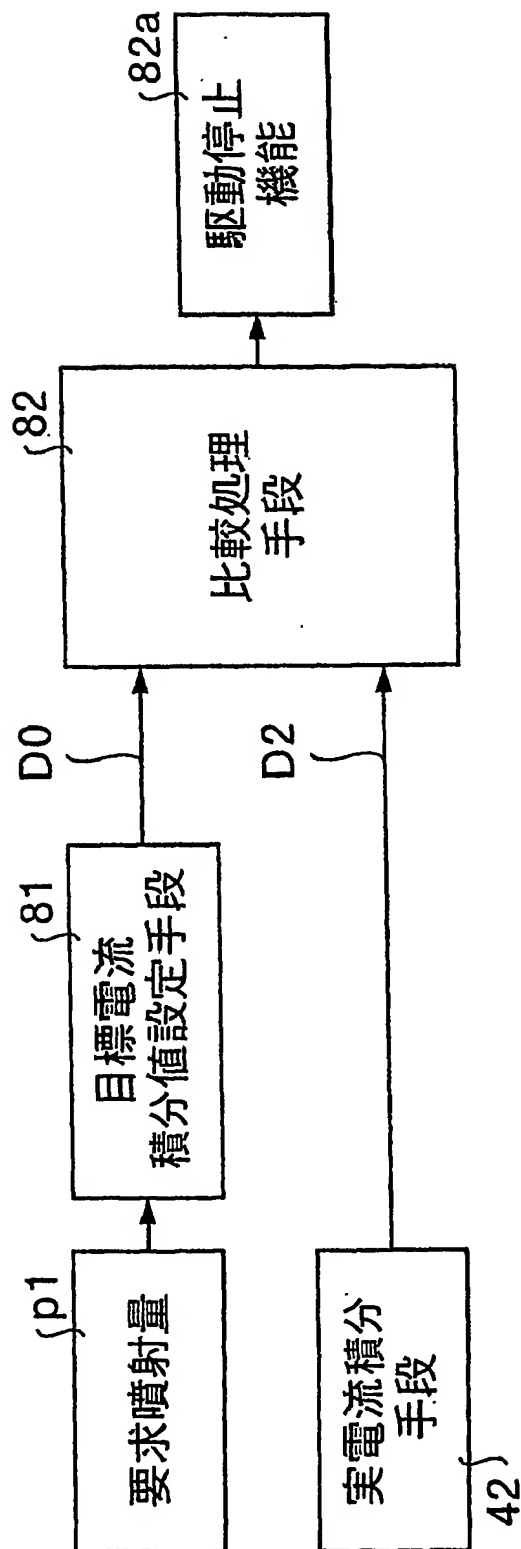 p1
要求噴射量
81
目標電流
積分値設定手段
D0
42
実電流積分
手段
D2
82
比較処理
手段
82a
駆動停止
機能